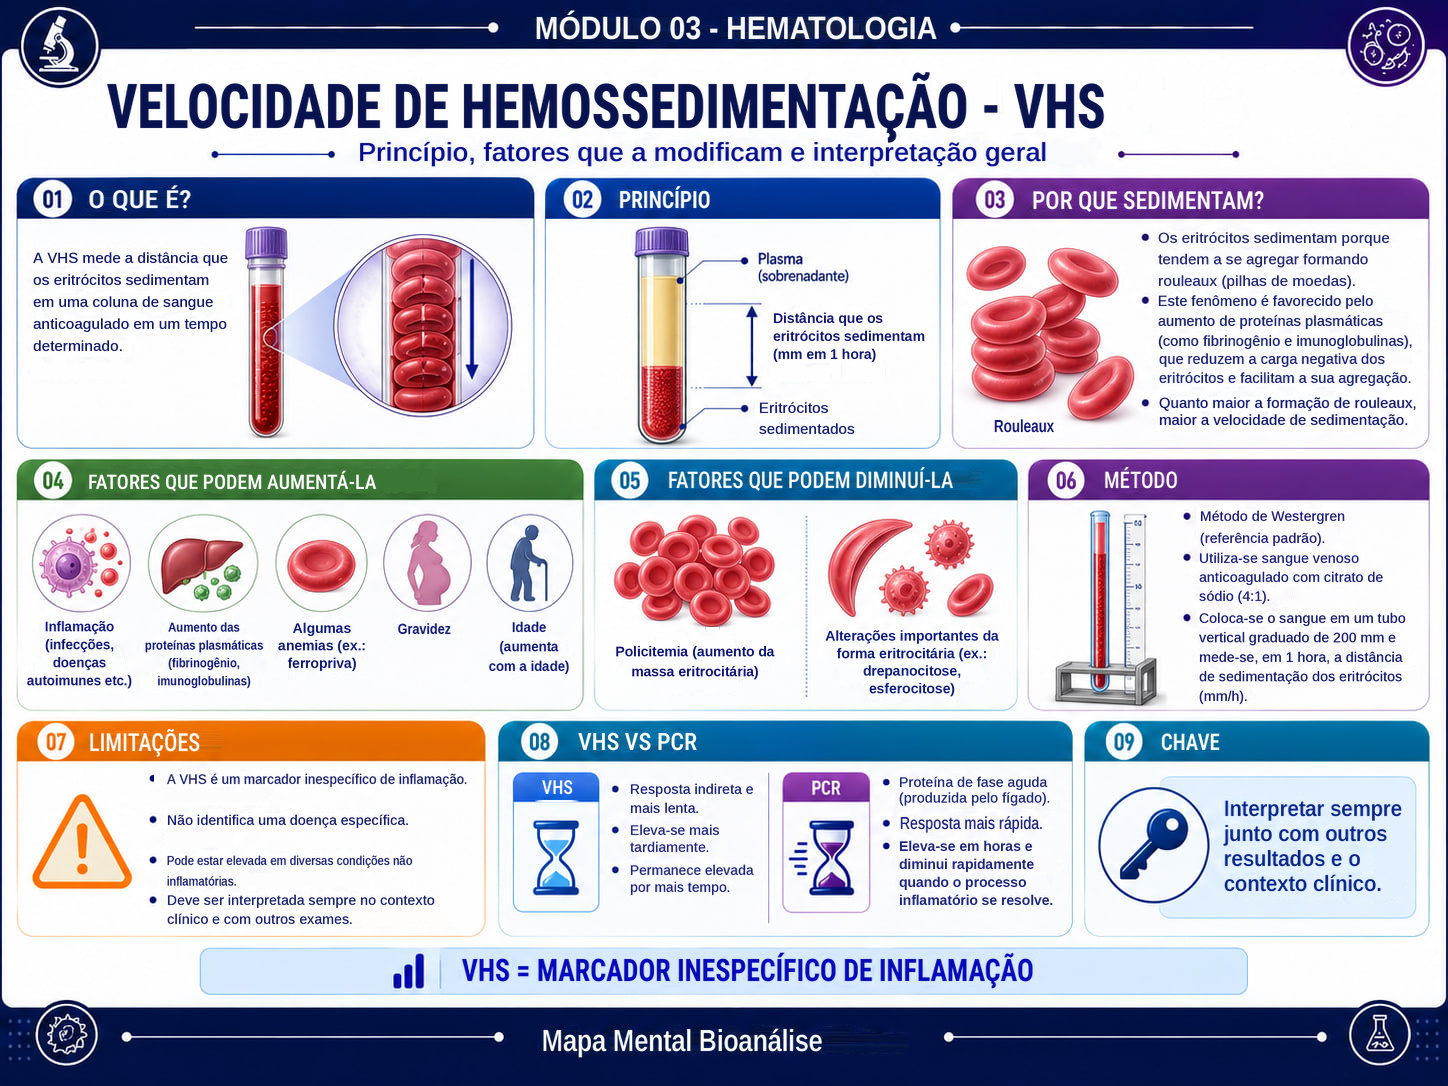 MÓDULO 03 - HEMATOLOGIA
VELOCIDADE DE HEMOSSEDIMENTAÇÃO - VHS
Princípio, fatores que a modificam e interpretação geral
01 O QUE É?
A VHS mede a distância que
os eritrócitos sedimentam
em uma coluna de sangue
anticoagulado em um tempo
determinado.
02 PRINCÍPIO
Plasma
(sobrenadante)
Distância que os
eritrócitos sedimentam
(mm em 1 hora)
Eritrócitos
sedimentados
03 POR QUE SEDIMENTAM?
Rouleaux
• Os eritrócitos sedimentam porque
tendem a se agregar formando
rouleaux (pilhas de moedas).
• Este fenômeno é favorecido pelo
aumento de proteínas plasmáticas
(como fibrinogênio e imunoglobulinas),
que reduzem a carga negativa dos
eritrócitos e facilitam a sua agregação.
• Quanto maior a formação de rouleaux,
maior a velocidade de sedimentação.
04 FATORES QUE PODEM AUMENTÁ-LA
Inflamação
(infecções,
doenças
autoimunes etc.)
Aumento das
proteínas plasmáticas
(fibrinogênio,
imunoglobulinas)
Algumas
anemias (ex.:
ferropriva)
Gravidez
Idade
(aumenta
com a idade)
05 FATORES QUE PODEM DIMINUÍ-LA
Policitemia (aumento da
massa eritrocitária)
Alterações importantes da
forma eritrocitária (ex.:
drepanocitose,
esferocitose)
06 MÉTODO
• Método de Westergren
(referência padrão).
• Utiliza-se sangue venoso
anticoagulado com citrato de
sódio (4:1).
• Coloca-se o sangue em um tubo
vertical graduado de 200 mm e
mede-se, em 1 hora, a distância
de sedimentação dos eritrócitos
(mm/h).
07 LIMITAÇÕES
• A VHS é um marcador inespecífico de inflamação.
• Não identifica uma doença específica.
• Pode estar elevada em diversas condições não
inflamatórias.
• Deve ser interpretada sempre no contexto
clínico e com outros exames.
08 VHS VS PCR
VHS
• Resposta indireta e
mais lenta.
• Eleva-se mais
tardiamente.
• Permanece elevada
por mais tempo.
PCR
• Proteína de fase aguda
(produzida pelo fígado).
• Resposta mais rápida.
• Eleva-se em horas e
diminui rapidamente
quando o processo
inflamatório se resolve.
09 CHAVE
Interpretar sempre
junto com outros
resultados e o
contexto clínico.
VHS = MARCADOR INESPECÍFICO DE INFLAMAÇÃO
Mapa Mental Bioanálise